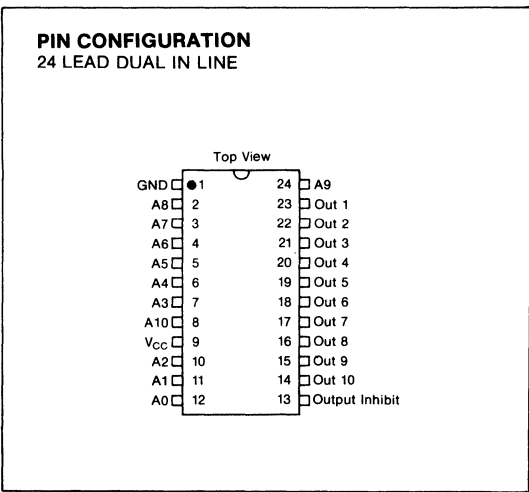 PIN CONFIGURATION
24 LEAD DUAL IN LINE
Top View
GND 1 24 A9
A8 2 23 Out 1
A7 3 22 Out 2
A6 4 21 Out 3
A5 5 20 Out 4
A4 6 19 Out 5
A3 7 18 Out 6
A10 8 17 Out 7
VCC 9 16 Out 8
A2 10 15 Out 9
A1 11 14 Out 10
A0 12 13 Output Inhibit